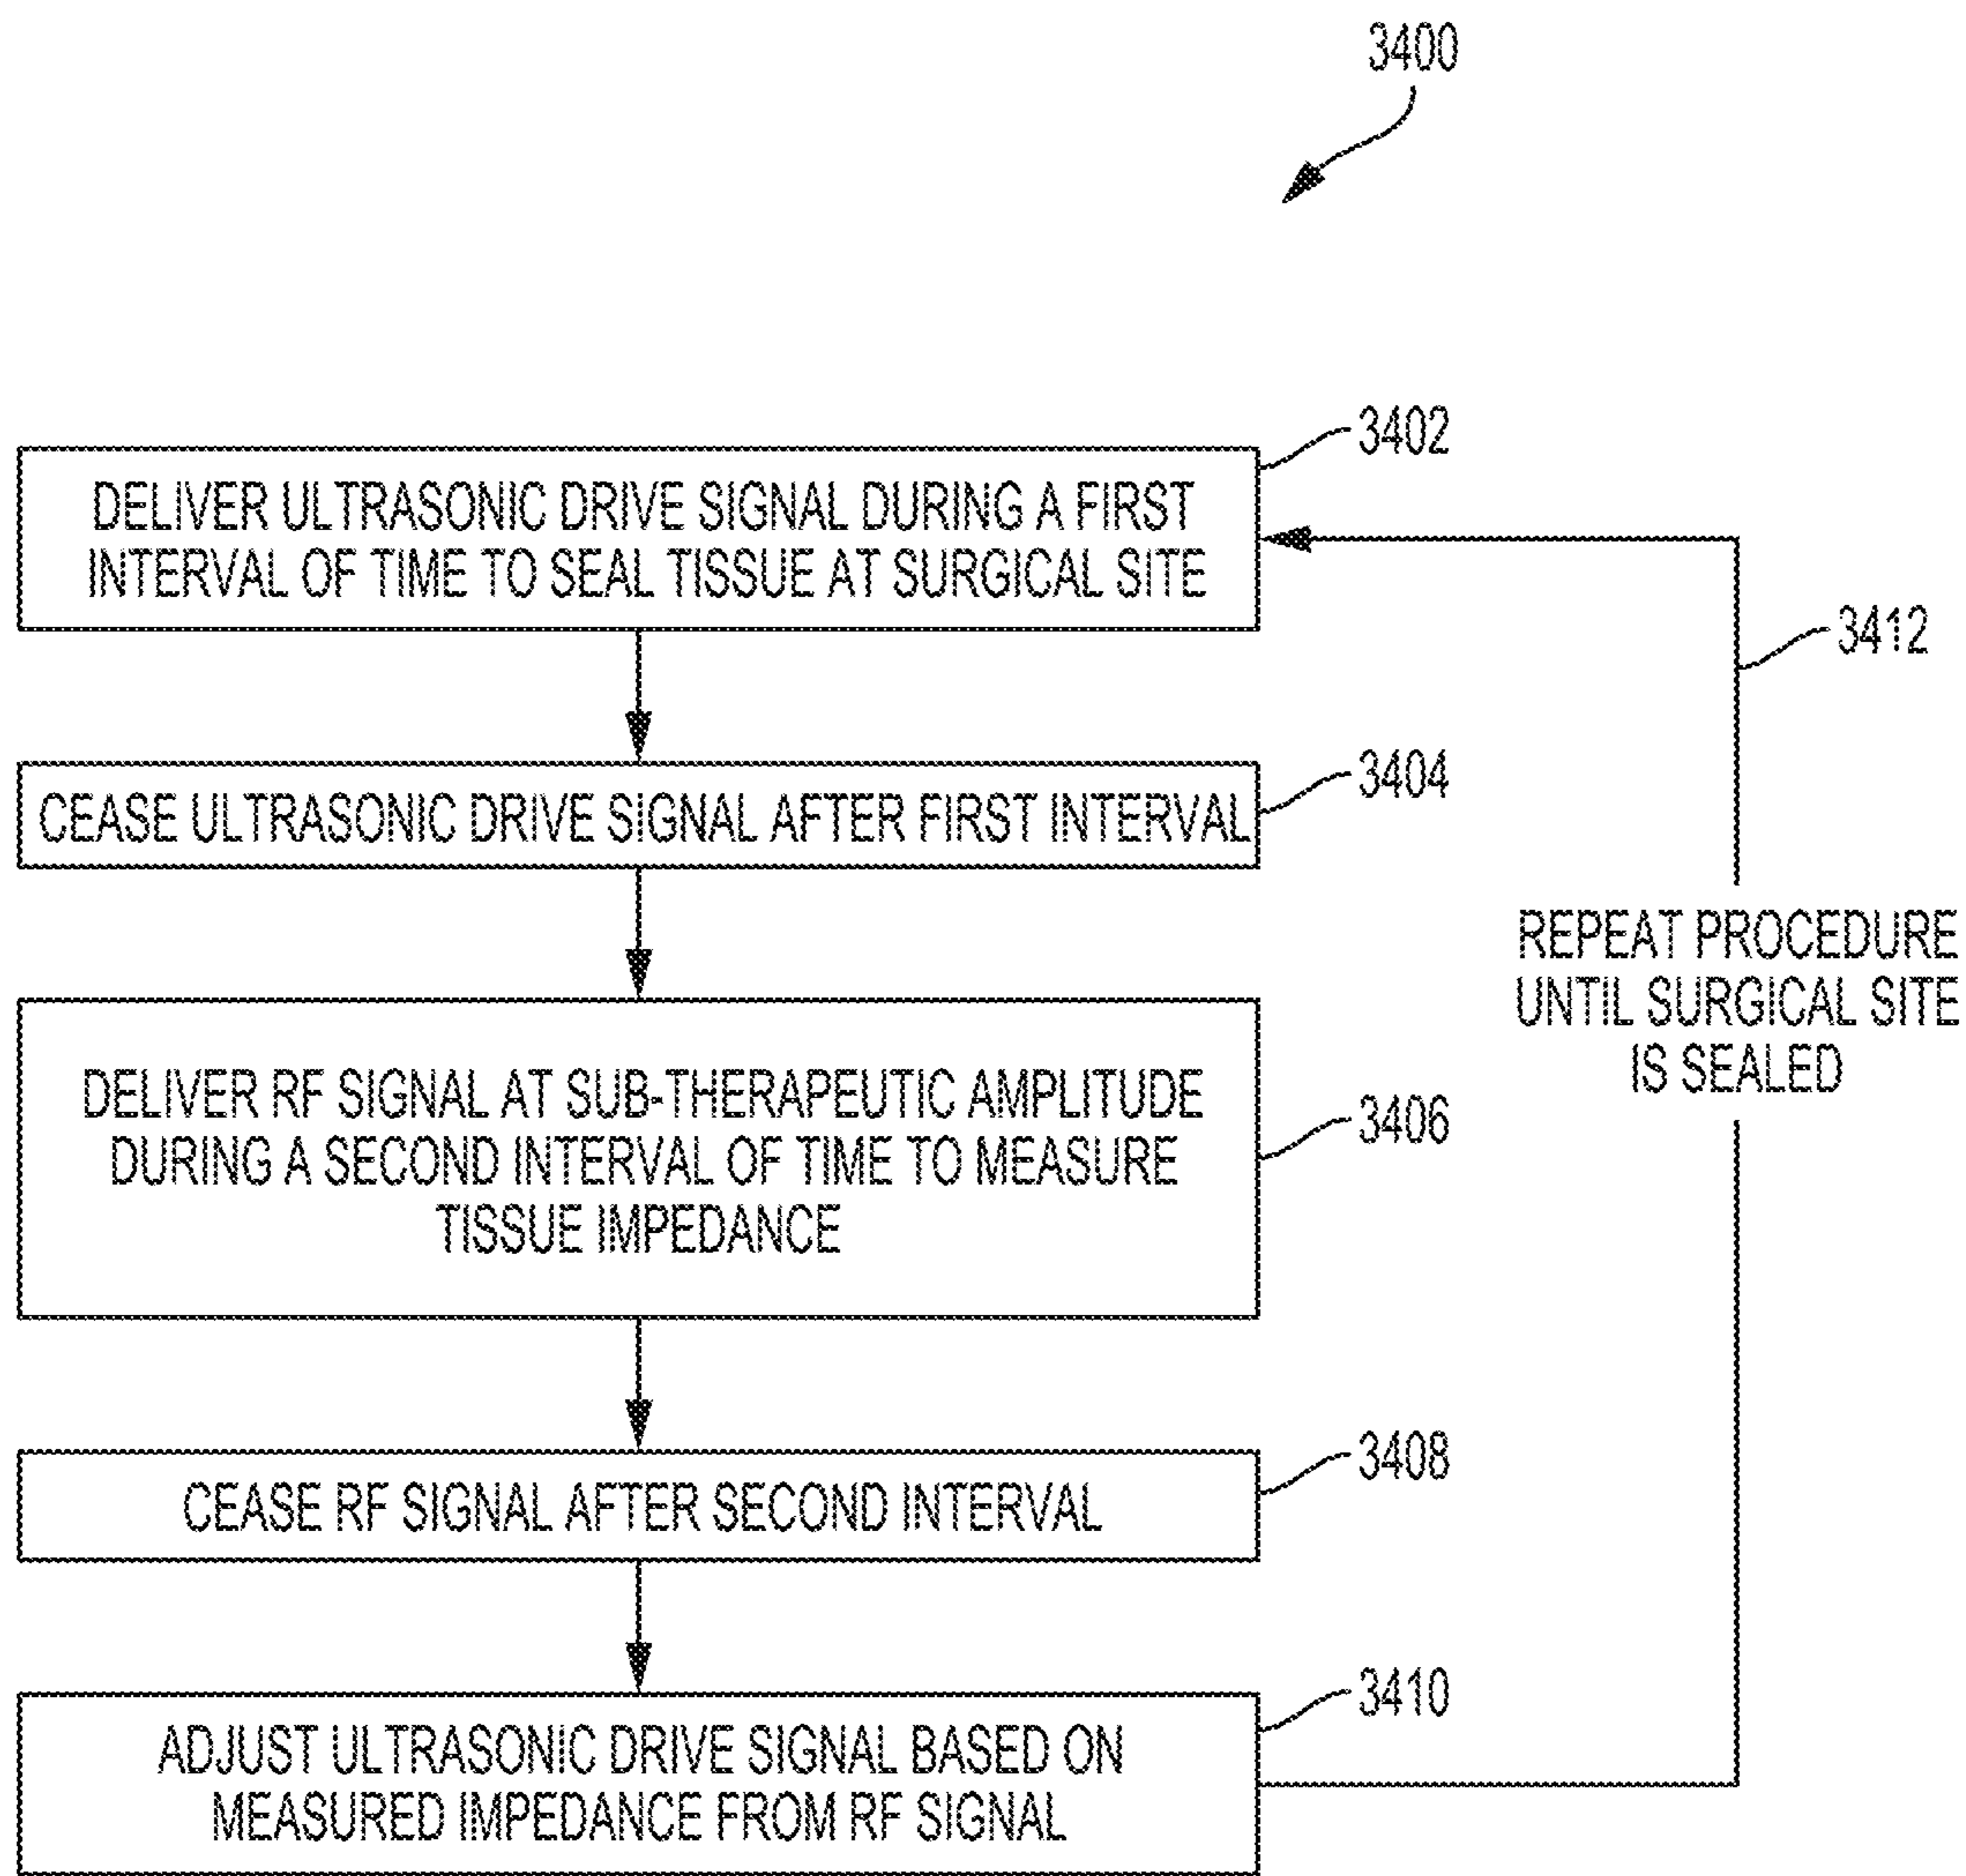 3400
3402
DELIVER ULTRASONIC DRIVE SIGNAL DURING A FIRST
INTERVAL OF TIME TO SEAL TISSUE AT SURGICAL SITE
3412
3404
CEASE ULTRASONIC DRIVE SIGNAL AFTER FIRST INTERVAL
REPEAT PROCEDURE
UNTIL SURGICAL SITE
IS SEALED
DELIVER RF SIGNAL AT SUB-THERAPEUTIC AMPLITUDE
DURING A SECOND INTERVAL OF TIME TO MEASURE
TISSUE IMPEDANCE
3406
3408
CEASE RF SIGNAL AFTER SECOND INTERVAL
3410
ADJUST ULTRASONIC DRIVE SIGNAL BASED ON
MEASURED IMPEDANCE FROM RF SIGNAL